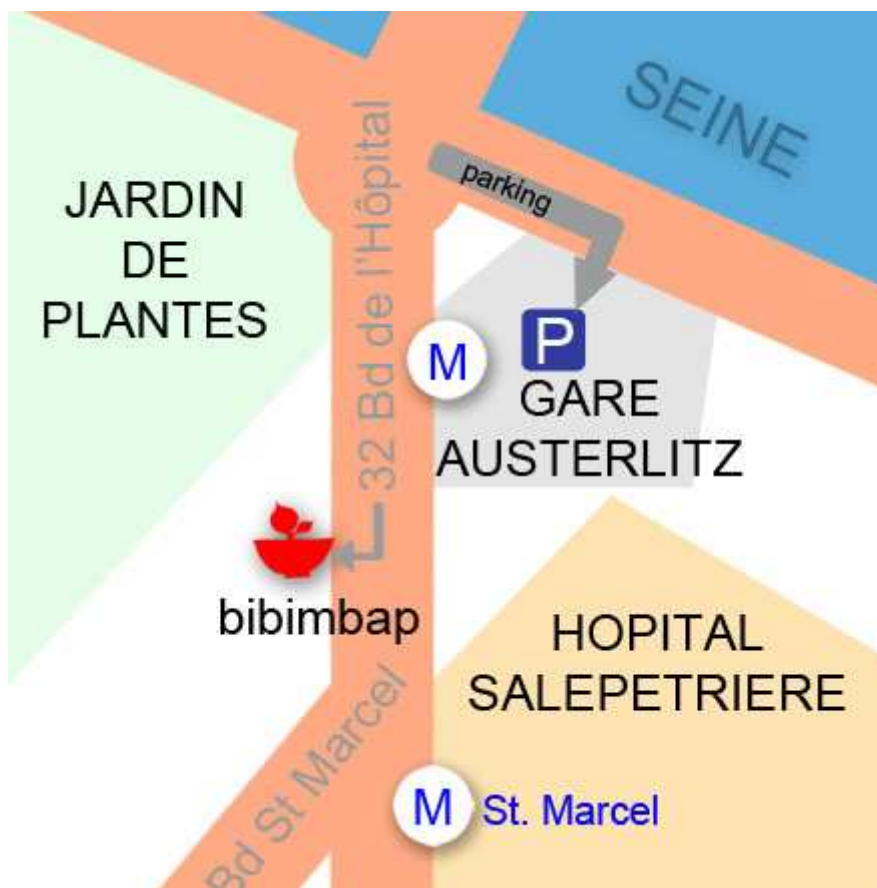 SEINE
parking
JARDIN
DE
PLANTES
32 Bd de l'Hôpital
M
P
GARE
AUSTERLITZ
bibimbap
HOPITAL
SALEPETRIERE
Bd St Marcel
M St. Marcel